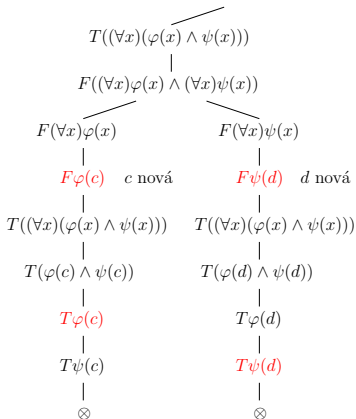 T((∀x)(φ(x) ∧ ψ(x)))
F((∀x)φ(x) ∧ (∀x)ψ(x))
F(∀x)φ(x) F(∀x)ψ(x)
Fφ(c) c nová Fψ(d) d nová
T((∀x)(φ(x) ∧ ψ(x))) T((∀x)(φ(x) ∧ ψ(x)))
T(φ(c) ∧ ψ(c)) T(φ(d) ∧ ψ(d))
Tφ(c) Tφ(d)
Tψ(c) Tψ(d)
⊗ ⊗